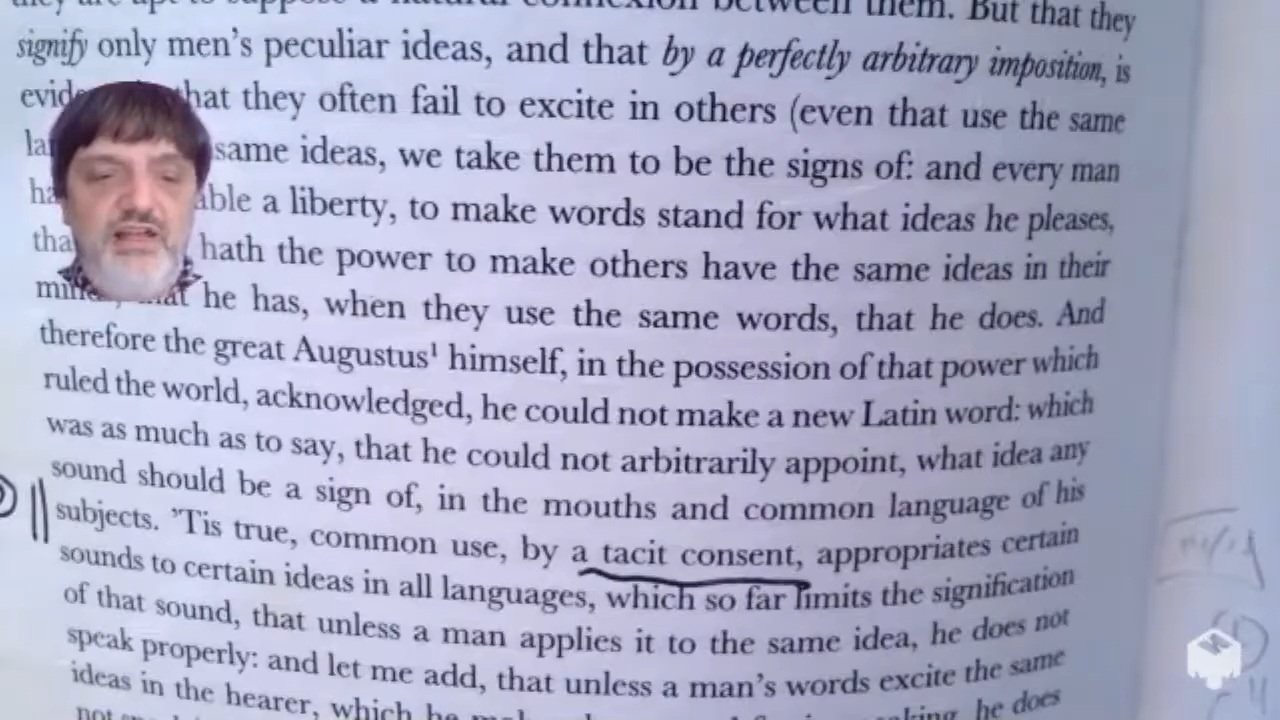 they are apt to suppose a natural connexion between them. But that they
signify only men’s peculiar ideas, and that by a perfectly arbitrary imposition, is
that they often fail to excite in others (even that use the same
same ideas, we take them to be the signs of: and every man
a liberty, to make words stand for what ideas he pleases,
hath the power to make others have the same ideas in their
he has, when they use the same words, that he does. And
therefore the great Augustus¹ himself, in the possession of that power which
ruled the world, acknowledged, he could not make a new Latin word: which
was as much as to say, that he could not arbitrarily appoint, what idea any
sound should be a sign of, in the mouths and common language of his
subjects. ’Tis true, common use, by a tacit consent, appropriates certain
sounds to certain ideas in all languages, which so far limits the signification
of that sound, that unless a man applies it to the same idea, he does not
speak properly: and let me add, that unless a man’s words excite the same
ideas in the hearer, which he he does